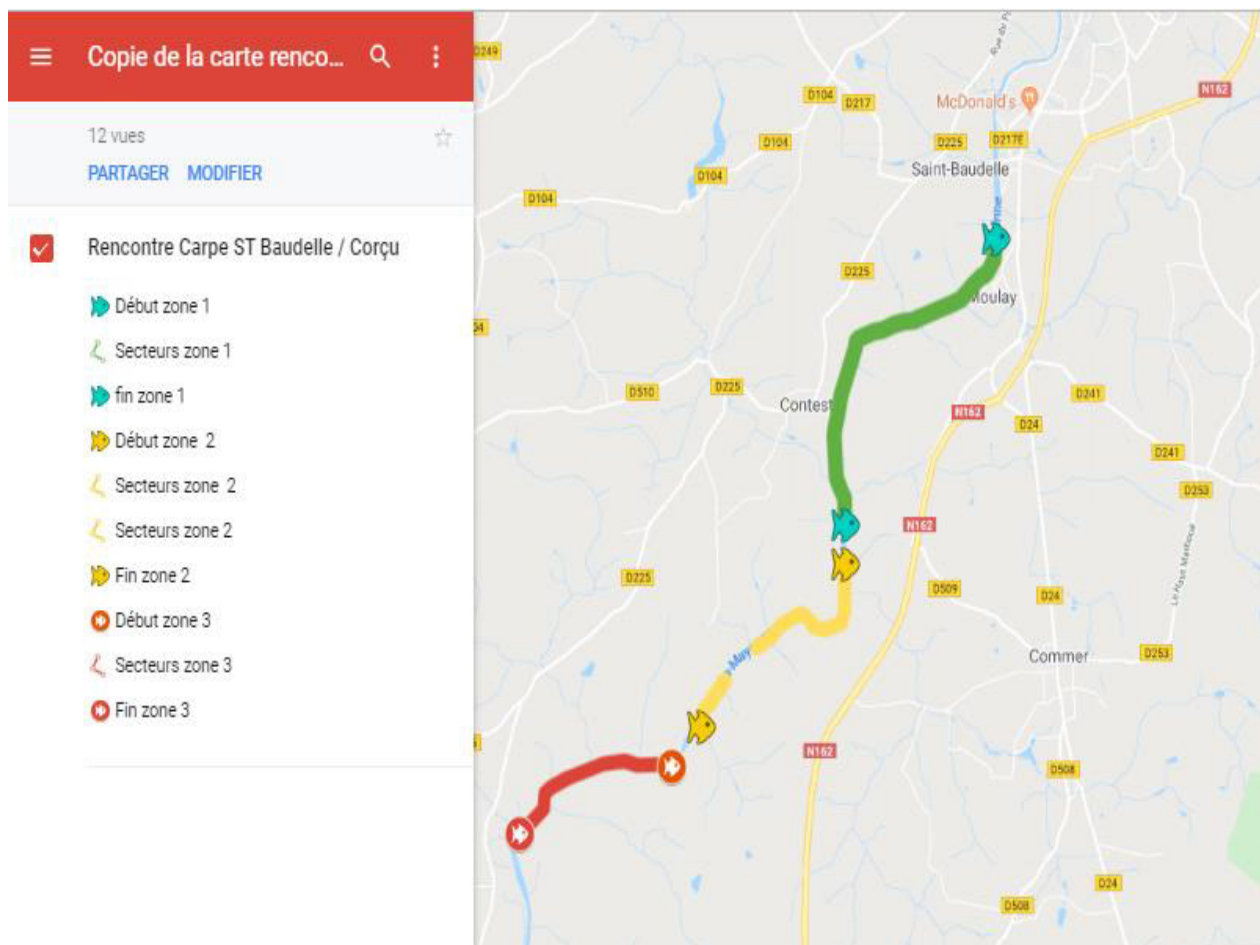 Copie de la carte renco...
12 vues
PARTAGER MODIFIER
Rencontre Carpe ST Baudelle / Corçu
Début zone 1
Secteurs zone 1
fin zone 1
Début zone 2
Secteurs zone 2
Secteurs zone 2
Fin zone 2
Début zone 3
Secteurs zone 3
Fin zone 3
D249
Rue du
N162
D104
D217
McDonald's
D104
D225
D217E
Saint-Baudelle
D104
D104
D225
Moulay
D510
D225
Contest
N162
D241
D24
D241
D253
N162
D225
D509
D24
Commer
D253
May
N162
D508
D24
D508